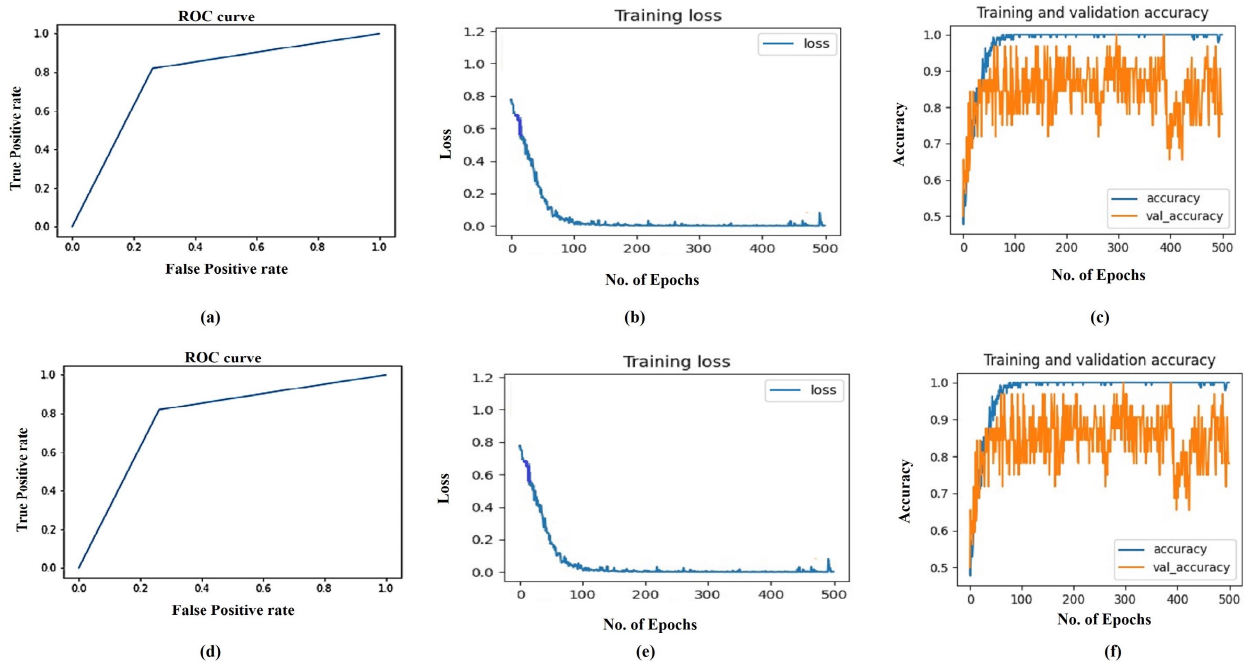 ROC curve
1.0
0.8
0.6
0.4
0.2
0.0
True Positive rate
0.0 0.2 0.4 0.6 0.8 1.0
False Positive rate
(a)
Training loss
loss
1.2
1.0
0.8
0.6
0.4
0.2
0.0
Loss
0 100 200 300 400 500
No. of Epochs
(b)
Training and validation accuracy
1.0
0.9
0.8
0.7
0.6
0.5
Accuracy
accuracy
val_accuracy
0 100 200 300 400 500
No. of Epochs
(c)
ROC curve
1.0
0.8
0.6
0.4
0.2
0.0
True Positive rate
0.0 0.2 0.4 0.6 0.8 1.0
False Positive rate
(d)
Training loss
loss
1.2
1.0
0.8
0.6
0.4
0.2
0.0
Loss
0 100 200 300 400 500
No. of Epochs
(e)
Training and validation accuracy
1.0
0.9
0.8
0.7
0.6
0.5
Accuracy
accuracy
val_accuracy
0 100 200 300 400 500
No. of Epochs
(f)